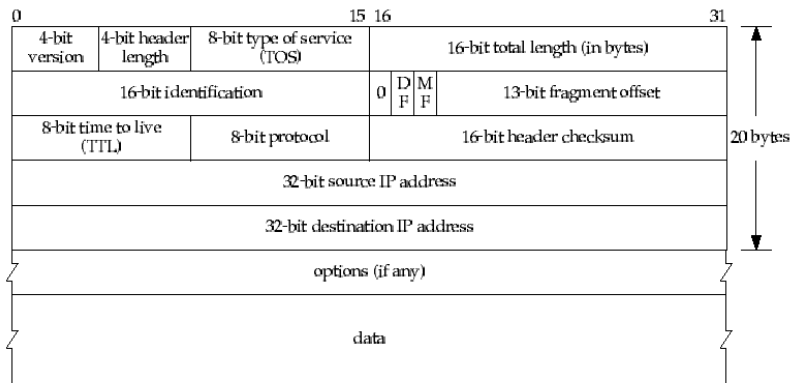 0 15 16 31
4-bit version 4-bit header length 8-bit type of service (TOS) 16-bit total length (in bytes)
16-bit identification 0 DF MF 13-bit fragment offset
8-bit time to live (TTL) 8-bit protocol 16-bit header checksum
20 bytes
32-bit source IP address
32-bit destination IP address
options (if any)
data